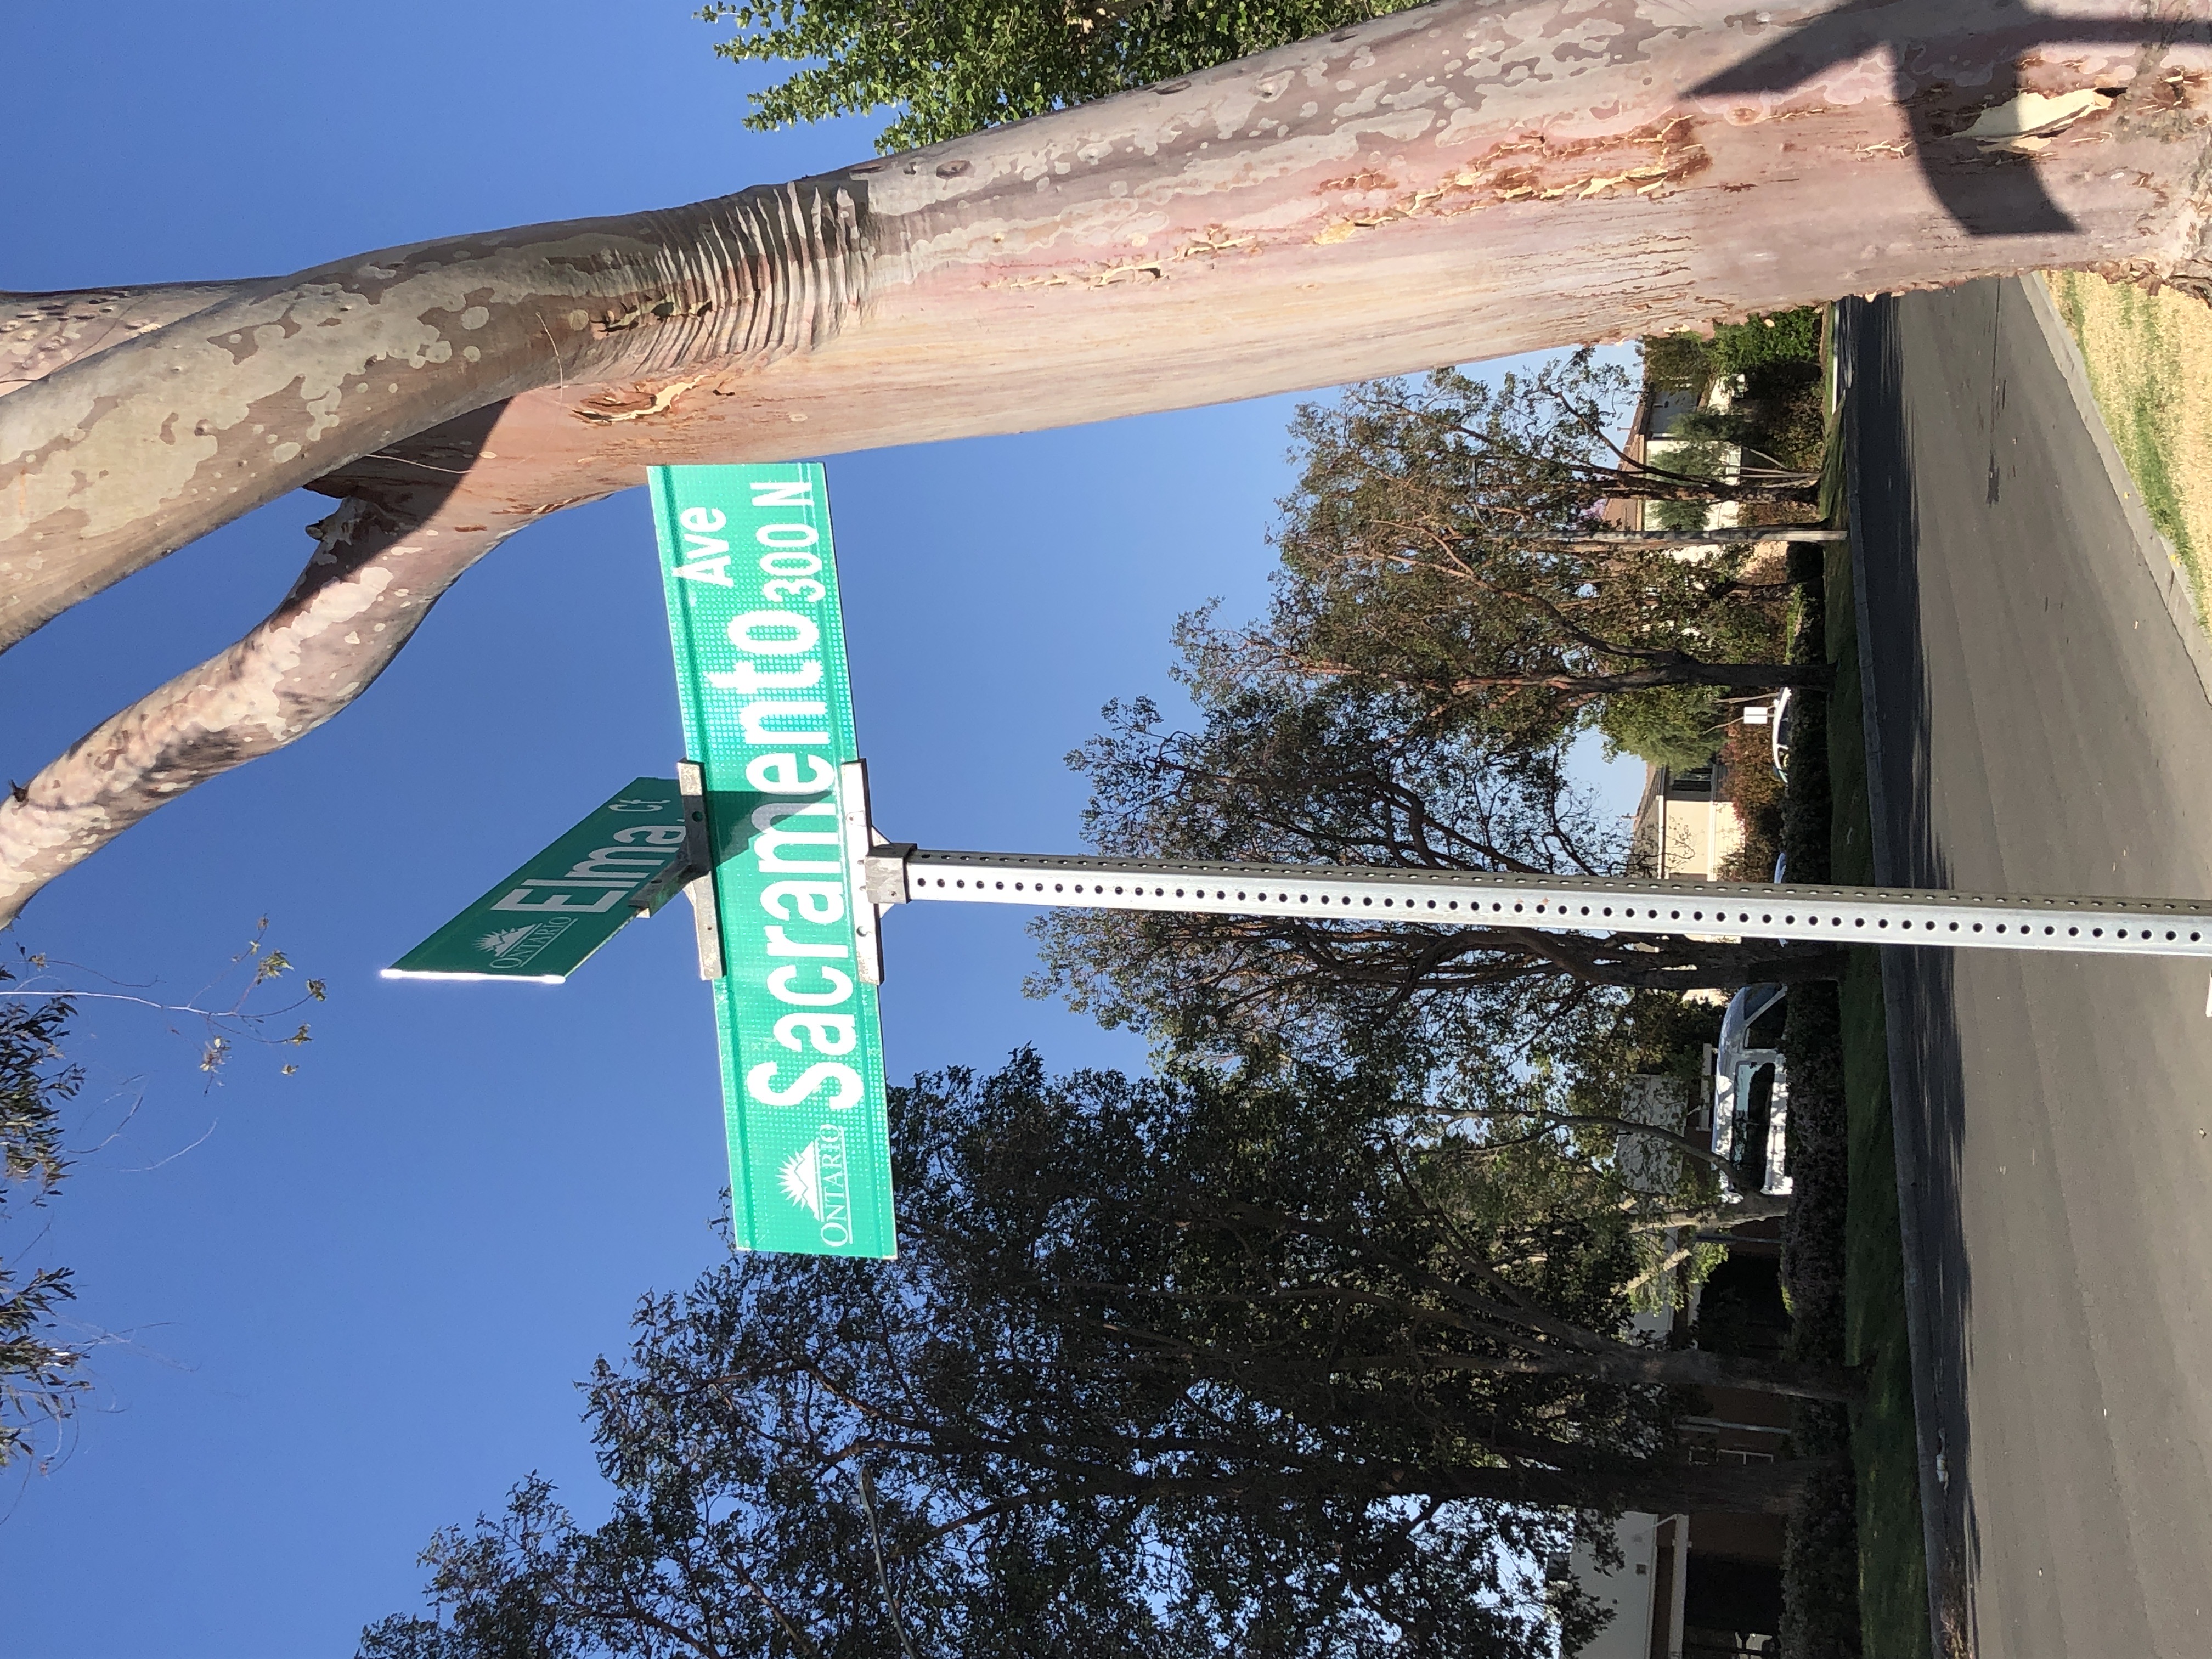 ONTARIO Elma Ct
ONTARIO Sacramento Ave
300 N